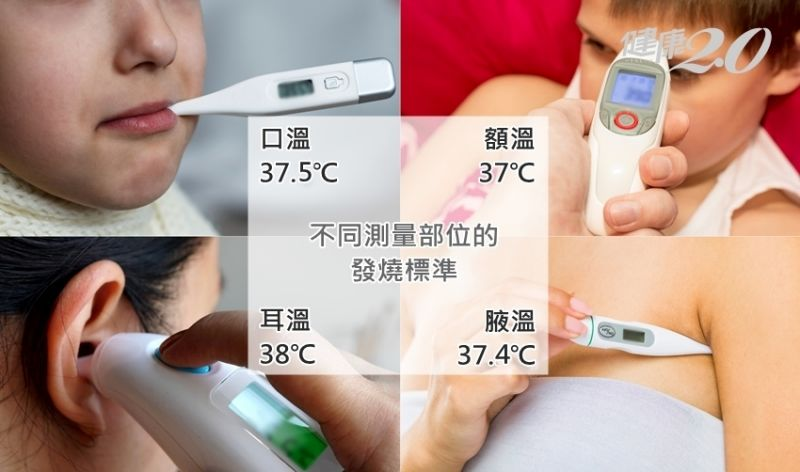 健康2.0
口溫
37.5℃
額溫
37℃
不同測量部位的
發燒標準
耳溫
38℃
腋溫
37.4℃